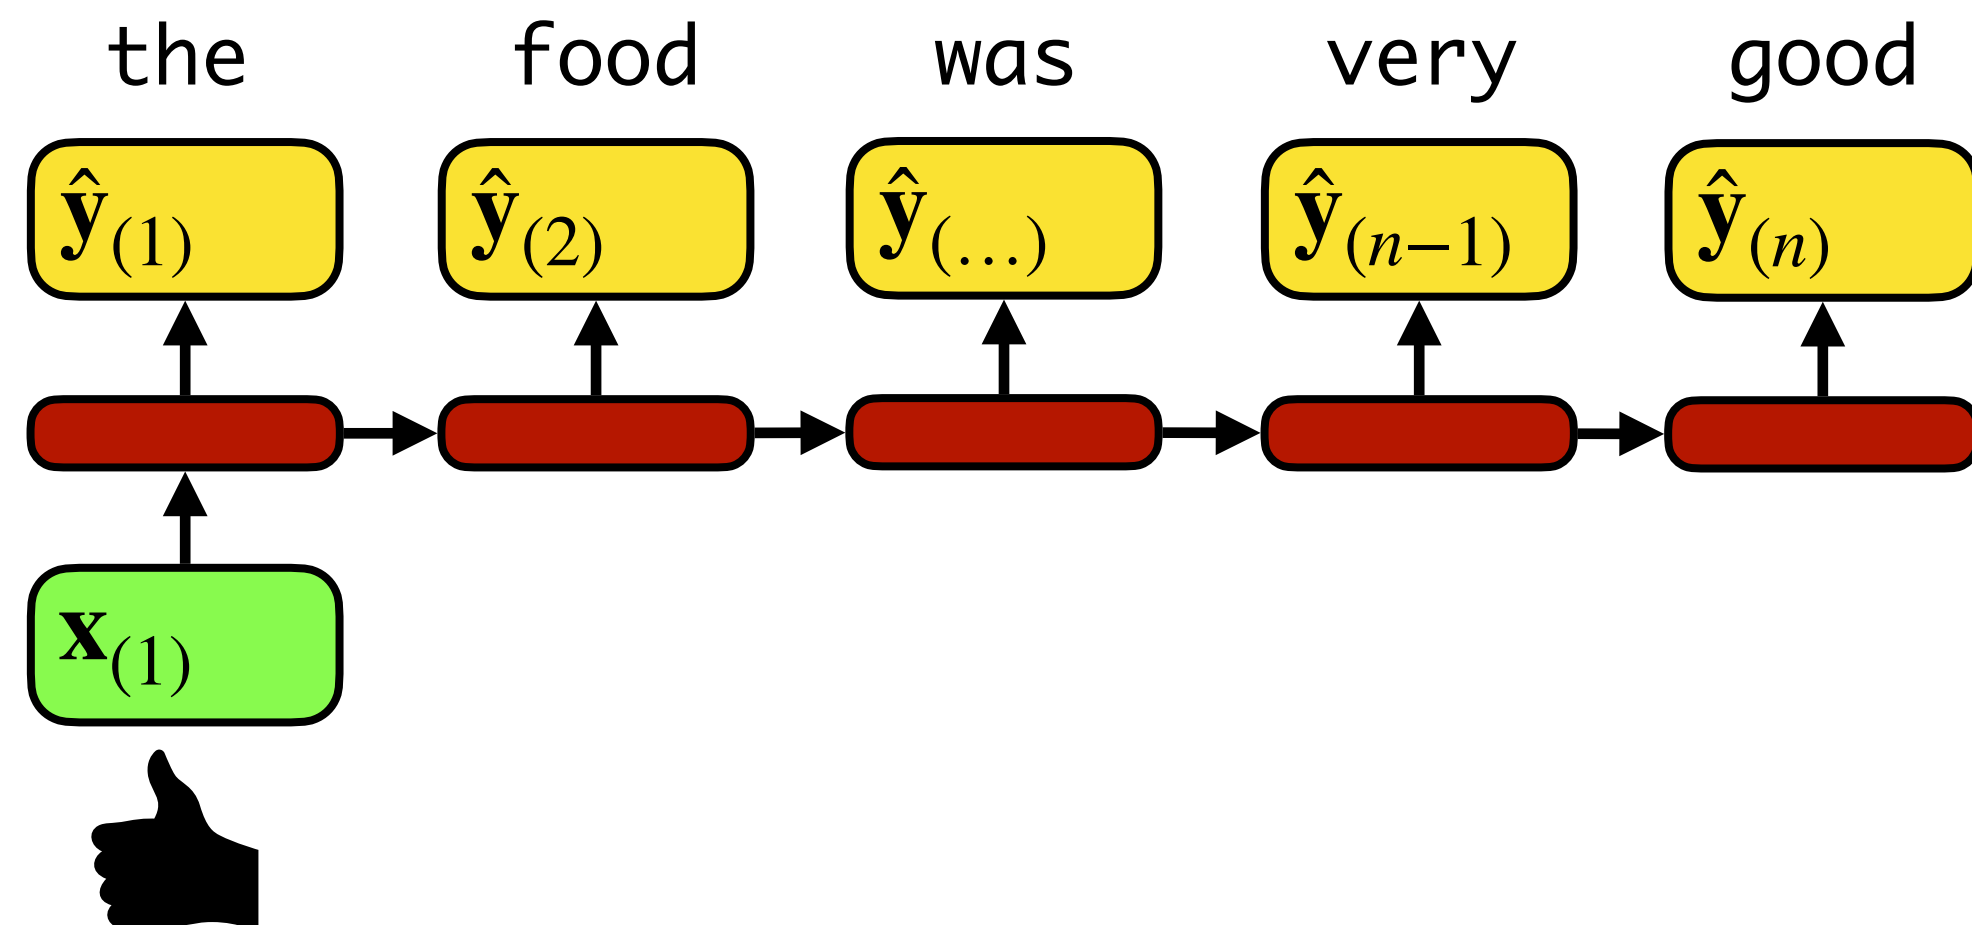 the food was very good
ŷ(1) ŷ(2) ŷ(…) ŷ(n−1) ŷ(n)
x(1)